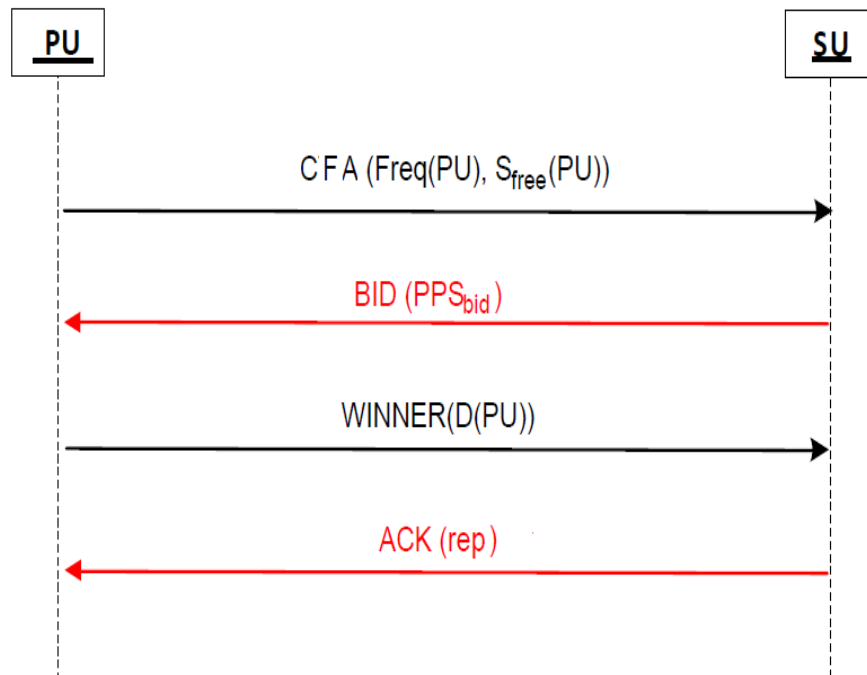 PU
SU
CFA (Freq(PU), Sfree(PU))
BID (PPSbid)
WINNER(D(PU))
ACK (rep)